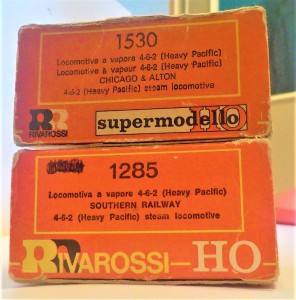 1530
Locomotiva a vapore 4-6-2 (Heavy Pacific)
Locomotive à vapeur 4-6-2 (Heavy Pacific)
CHICAGO & ALTON
4-6-2 (Heavy Pacific) steam locomotive
RR
RIVAROSSI
supermodello HO
1285
Locomotiva a vapore 4-6-2 (Heavy Pacific)
SOUTHERN RAILWAY
4-6-2 (Heavy Pacific) steam locomotive
RIVAROSSI-HO